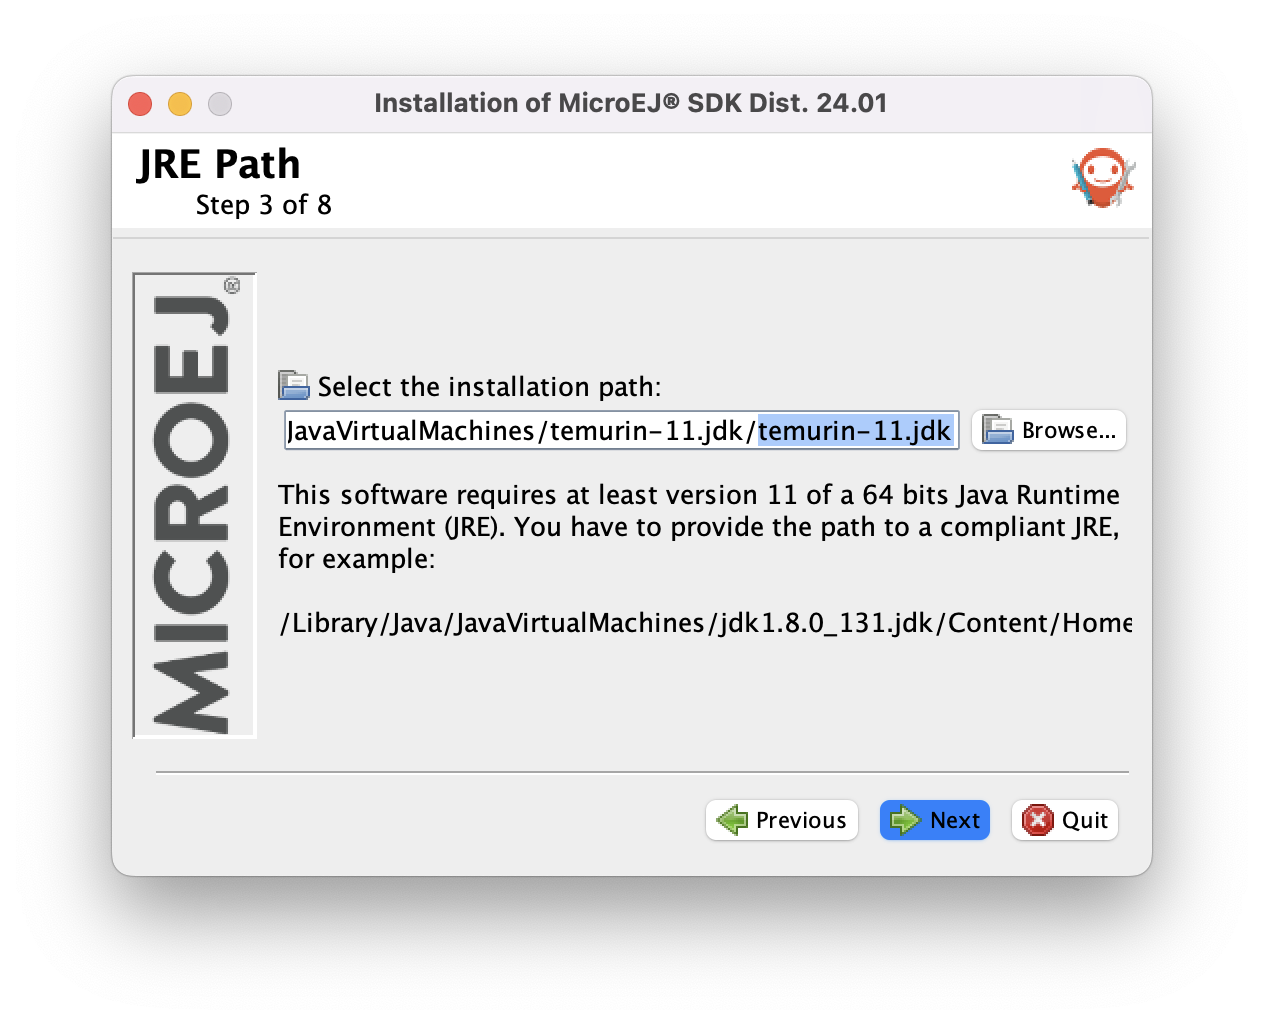 Installation of MicroEJ® SDK Dist. 24.01
JRE Path
Step 3 of 8
MICROEJ®
Select the installation path:
JavaVirtualMachines/temurin-11.jdk/temurin-11.jdk
Browse...
This software requires at least version 11 of a 64 bits Java Runtime
Environment (JRE). You have to provide the path to a compliant JRE,
for example:
/Library/Java/JavaVirtualMachines/jdk1.8.0_131.jdk/Content/Home
Previous
Next
Quit